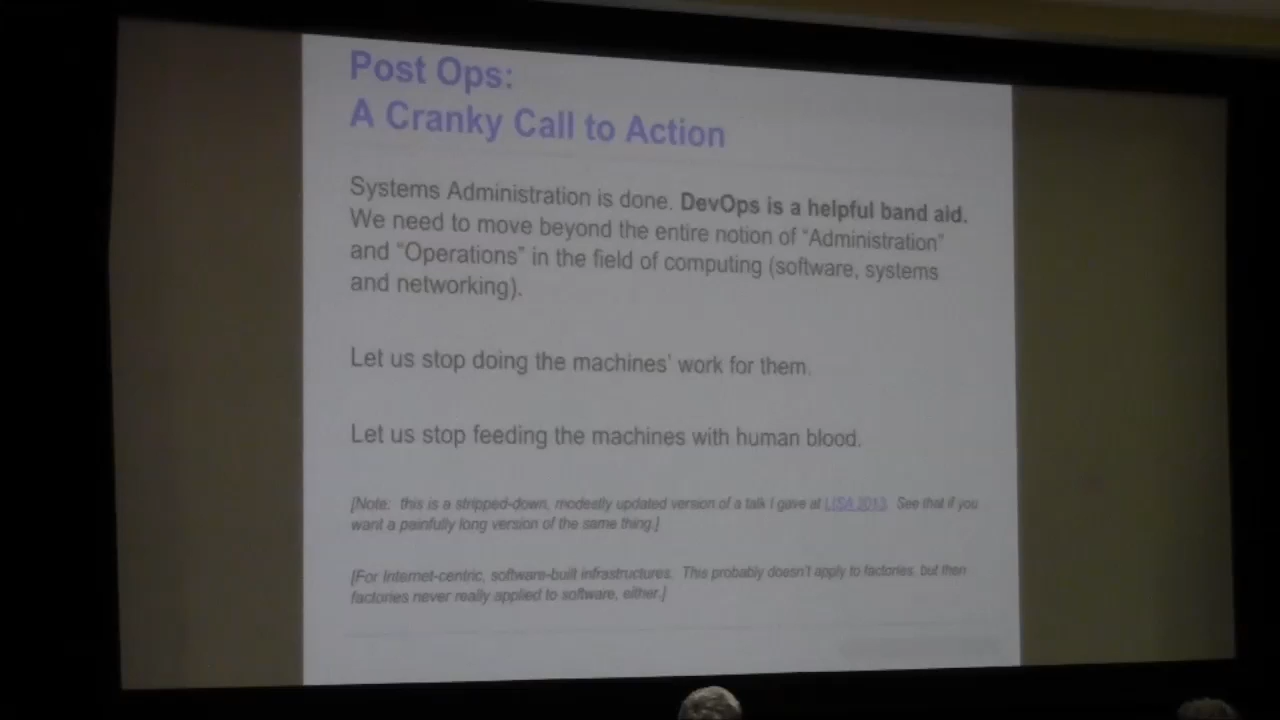 Post Ops:
A Cranky Call to Action
Systems Administration is done. DevOps is a helpful band aid.
We need to move beyond the entire notion of “Administration”
and “Operations” in the field of computing (software, systems
and networking).
Let us stop doing the machines’ work for them.
Let us stop feeding the machines with human blood.
[Note: this is a stripped-down, modestly updated version of a talk I gave at LISA 2013. See that if you
want a painfully long version of the same thing.]
[For Internet-centric, software-built infrastructures. This probably doesn’t apply to factories, but then
factories never really applied to software, either.]